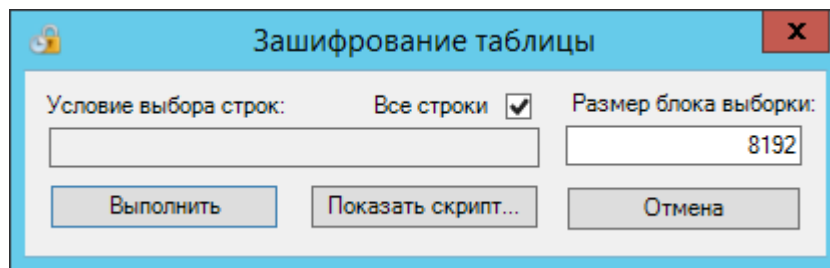 Зашифрование таблицы
Условие выбора строк: Все строки Размер блока выборки:
8192
Выполнить Показать скрипт... Отмена